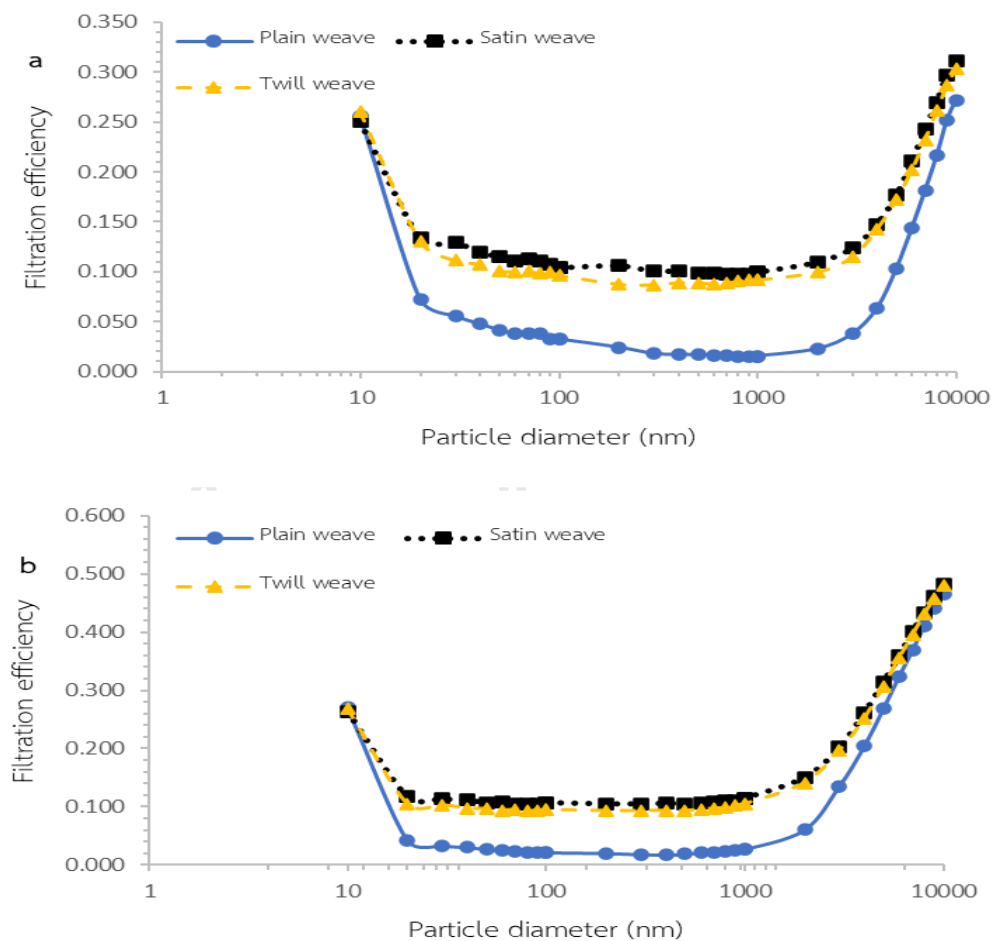 0.350
Plain weave
Satin weave
a
0.300
Twill weave
0.250
0.200
0.150
0.100
0.050
0.000
Filtration efficiency
1 10 100 1000 10000
Particle diameter (nm)
0.600
Plain weave
Satin weave
b
0.500
Twill weave
0.400
0.300
0.200
0.100
0.000
Filtration efficiency
1 10 100 1000 10000
Particle diameter (nm)